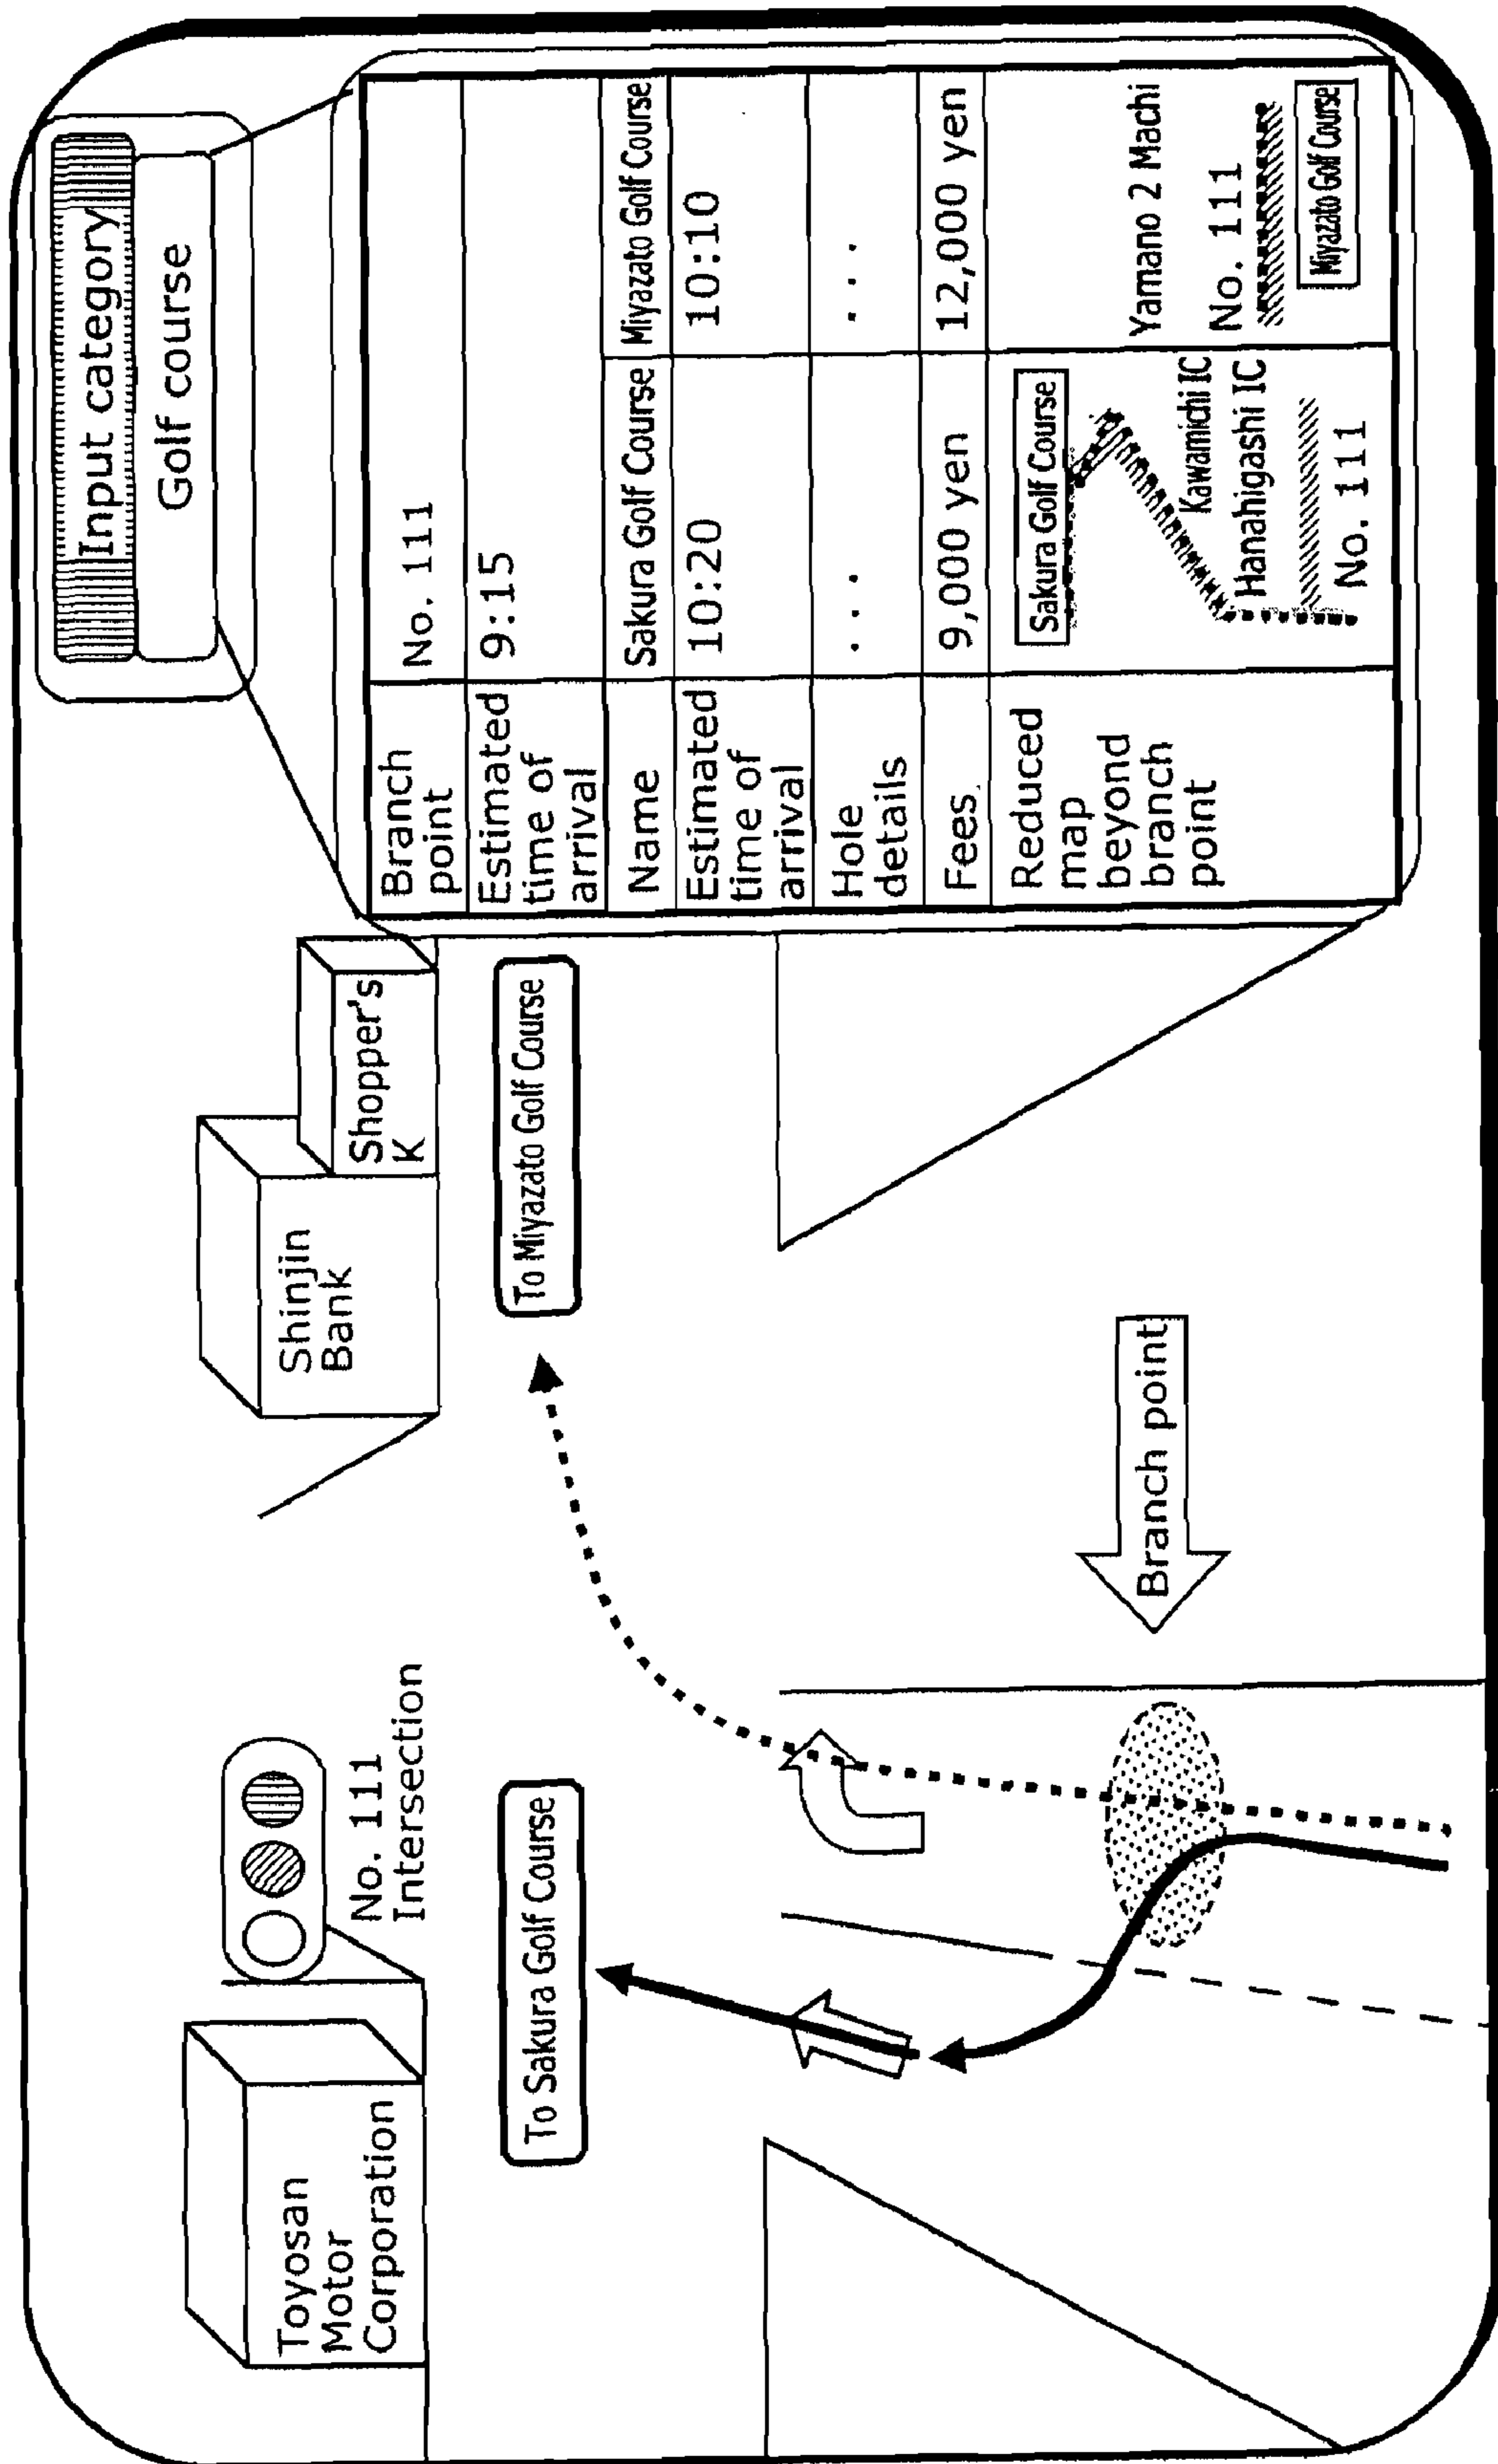 Input category
Golf course
Toyosan
Motor
Corporation
No. 111
Intersection
Shinjin
Bank
Shopper's
K
To Sakura Golf Course
To Miyazato Golf Course
Branch point
Branch
point
No. 111
Estimated
time of
arrival
9:15
Name
Sakura Golf Course
Miyazato Golf Course
Estimated
time of
arrival
10:20
10:10
Hole
details
...
...
Fees
9,000 yen
12,000 yen
Reduced
map
beyond
branch
point
Sakura Golf Course
Kawamichi IC
Hanahigashi IC
No. 111
Yamano 2 Machi
No. 111
Miyazato Golf Course